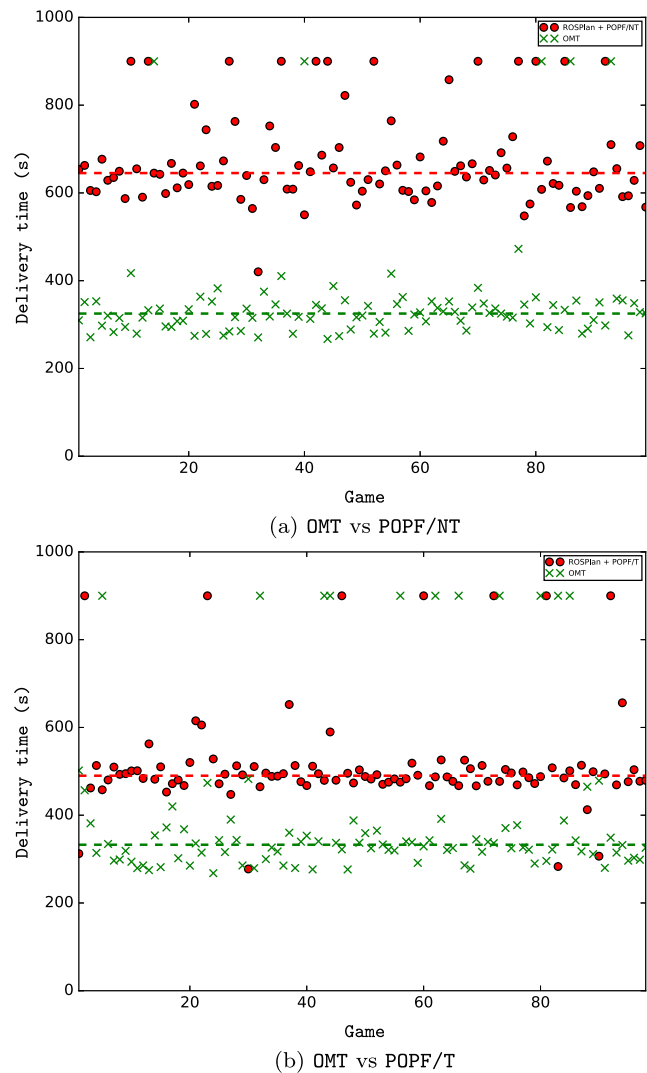 1000
800
600
400
200
0
Delivery time (s)
ROSPlan + POPF/NT
OMT
20 40 60 80
Game
(a) OMT vs POPF/NT
1000
800
600
400
200
0
Delivery time (s)
ROSPlan + POPF/T
OMT
20 40 60 80
Game
(b) OMT vs POPF/T